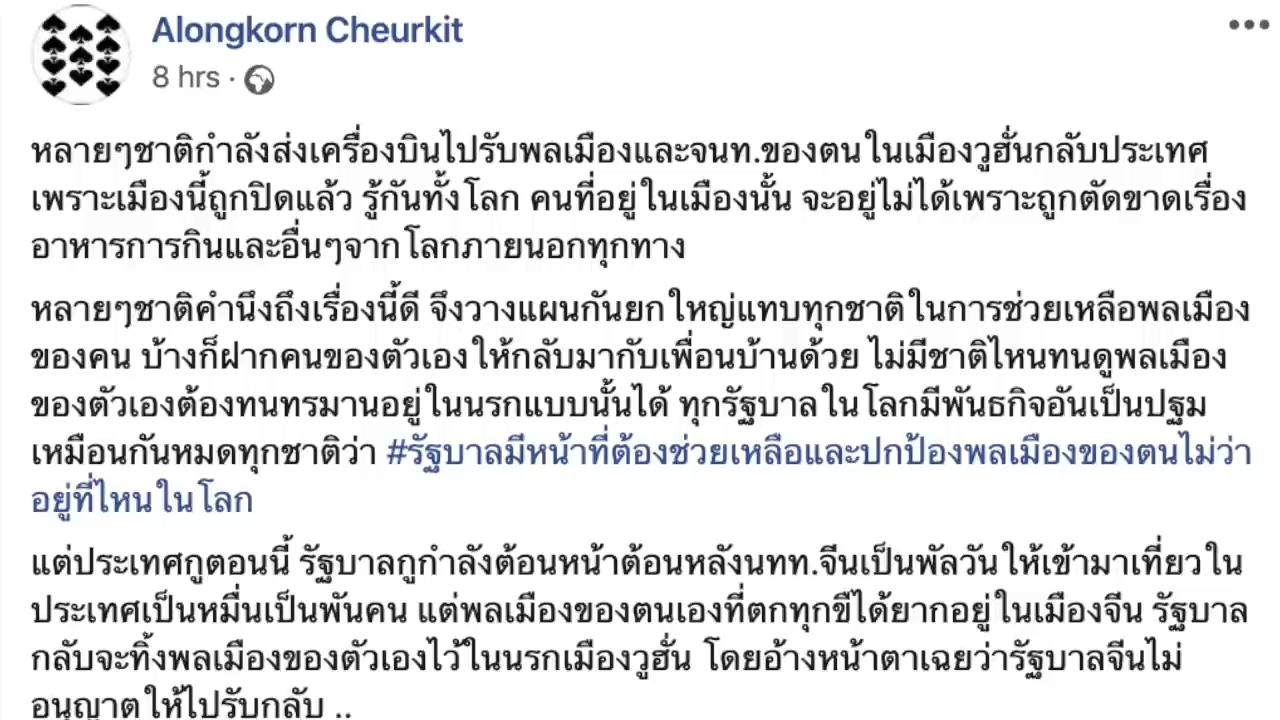 Alongkorn Cheurkit
8 hrs ·
หลายๆชาติกำลังส่งเครื่องบินไปรับพลเมืองและจนท.ของตนในเมืองวูฮั่นกลับประเทศ
เพราะเมืองนี้ถูกปิดแล้ว รู้กันทั้งโลก คนที่อยู่ในเมืองนั้น จะอยู่ไม่ได้เพราะถูกตัดขาดเรื่อง
อาหารการกินและอื่นๆจากโลกภายนอกทุกทาง
หลายๆชาติคำนึงถึงเรื่องนี้ดี จึงวางแผนกันยกใหญ่แทบทุกชาติในการช่วยเหลือพลเมือง
ของคน บ้างก็ฝากคนของตัวเองให้กลับมากับเพื่อนบ้านด้วย ไม่มีชาติไหนทนดูพลเมือง
ของตัวเองต้องทนทรมานอยู่ในนรกแบบนั้นได้ ทุกรัฐบาลในโลกมีพันธกิจอันเป็นปฐม
เหมือนกันหมดทุกชาติว่า #รัฐบาลมีหน้าที่ต้องช่วยเหลือและปกป้องพลเมืองของตนไม่ว่า
อยู่ที่ไหนในโลก
แต่ประเทศกูตอนนี้ รัฐบาลกูกำลังต้อนหน้าต้อนหลังนทท.จีนเป็นพัลวันให้เข้ามาเที่ยวใน
ประเทศเป็นหมื่นเป็นพันคน แต่พลเมืองของตนเองที่ตกทุกขีได้ยากอยู่ในเมืองจีน รัฐบาล
กลับจะทิ้งพลเมืองของตัวเองไว้ในนรกเมืองวูฮั่น โดยอ้างหน้าตาเฉยว่ารัฐบาลจีนไม่
อนุญาตให้ไปรับกลับ ..